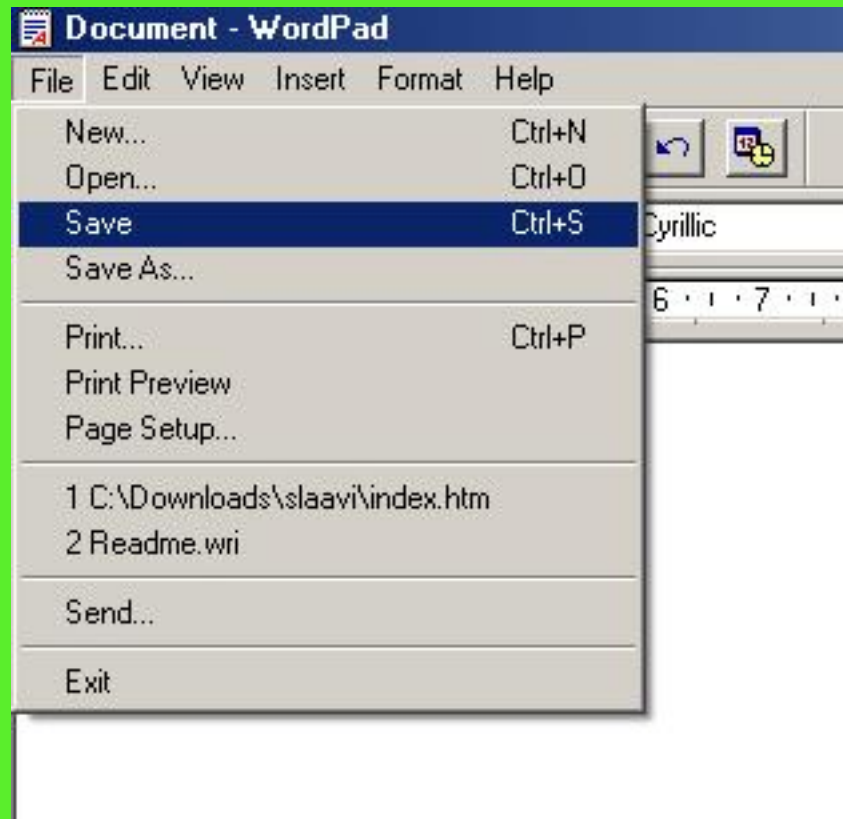 Document - WordPad
File Edit View Insert Format Help
New... Ctrl+N
Open... Ctrl+O
Save Ctrl+S
Cyrillic
Save As...
6 7
Print... Ctrl+P
Print Preview
Page Setup...
1 C:\Downloads\slaavi\index.htm
2 Readme.wri
Send...
Exit